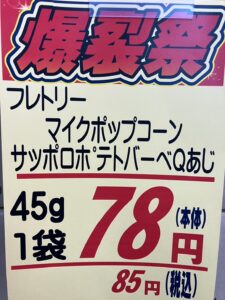 爆裂祭
フレトリー
マイクポップコーン
サッポロポテトバーベQあじ
45g
1袋
78円
(本体)
85円(税込)